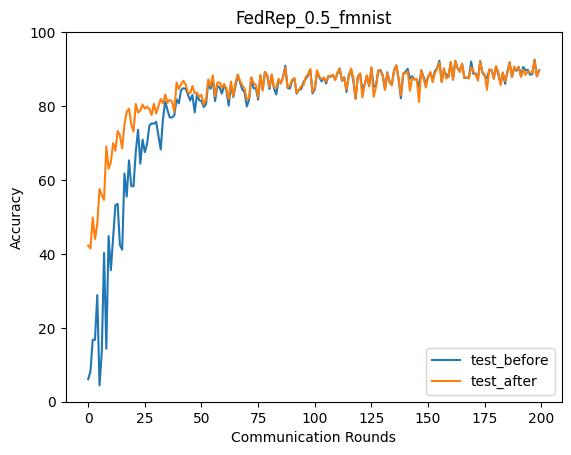 FedRep_0.5_fmnist
100
80
60
40
20
0
Accuracy
0 25 50 75 100 125 150 175 200
Communication Rounds
test_before
test_after